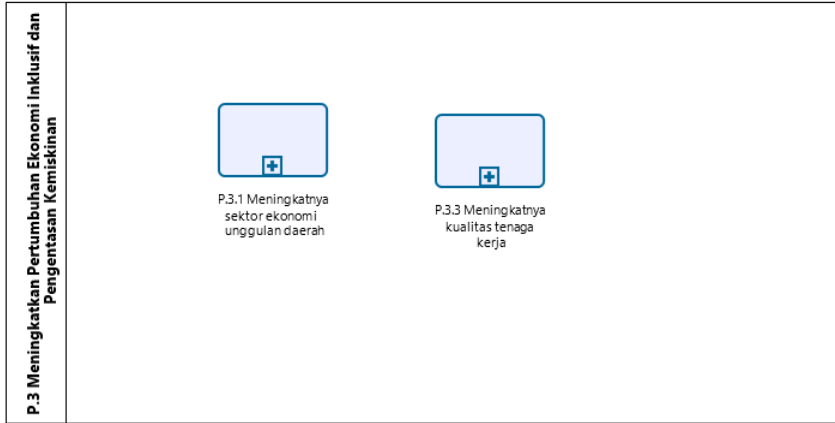 P.3 Meningkatkan Pertumbuhan Ekonomi Inklusif dan
Pengentasan Kemiskinan
P.3.1 Meningkatnya
sektor ekonomi
unggulan daerah
P.3.3 Meningkatnya
kualitas tenaga
kerja